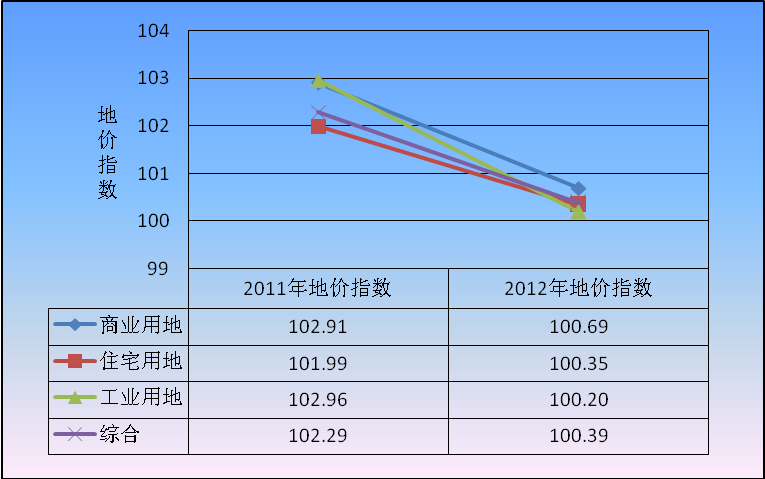 104
103
102
101
100
99
地价指数
2011年地价指数 2012年地价指数
商业用地 102.91 100.69
住宅用地 101.99 100.35
工业用地 102.96 100.20
综合 102.29 100.39